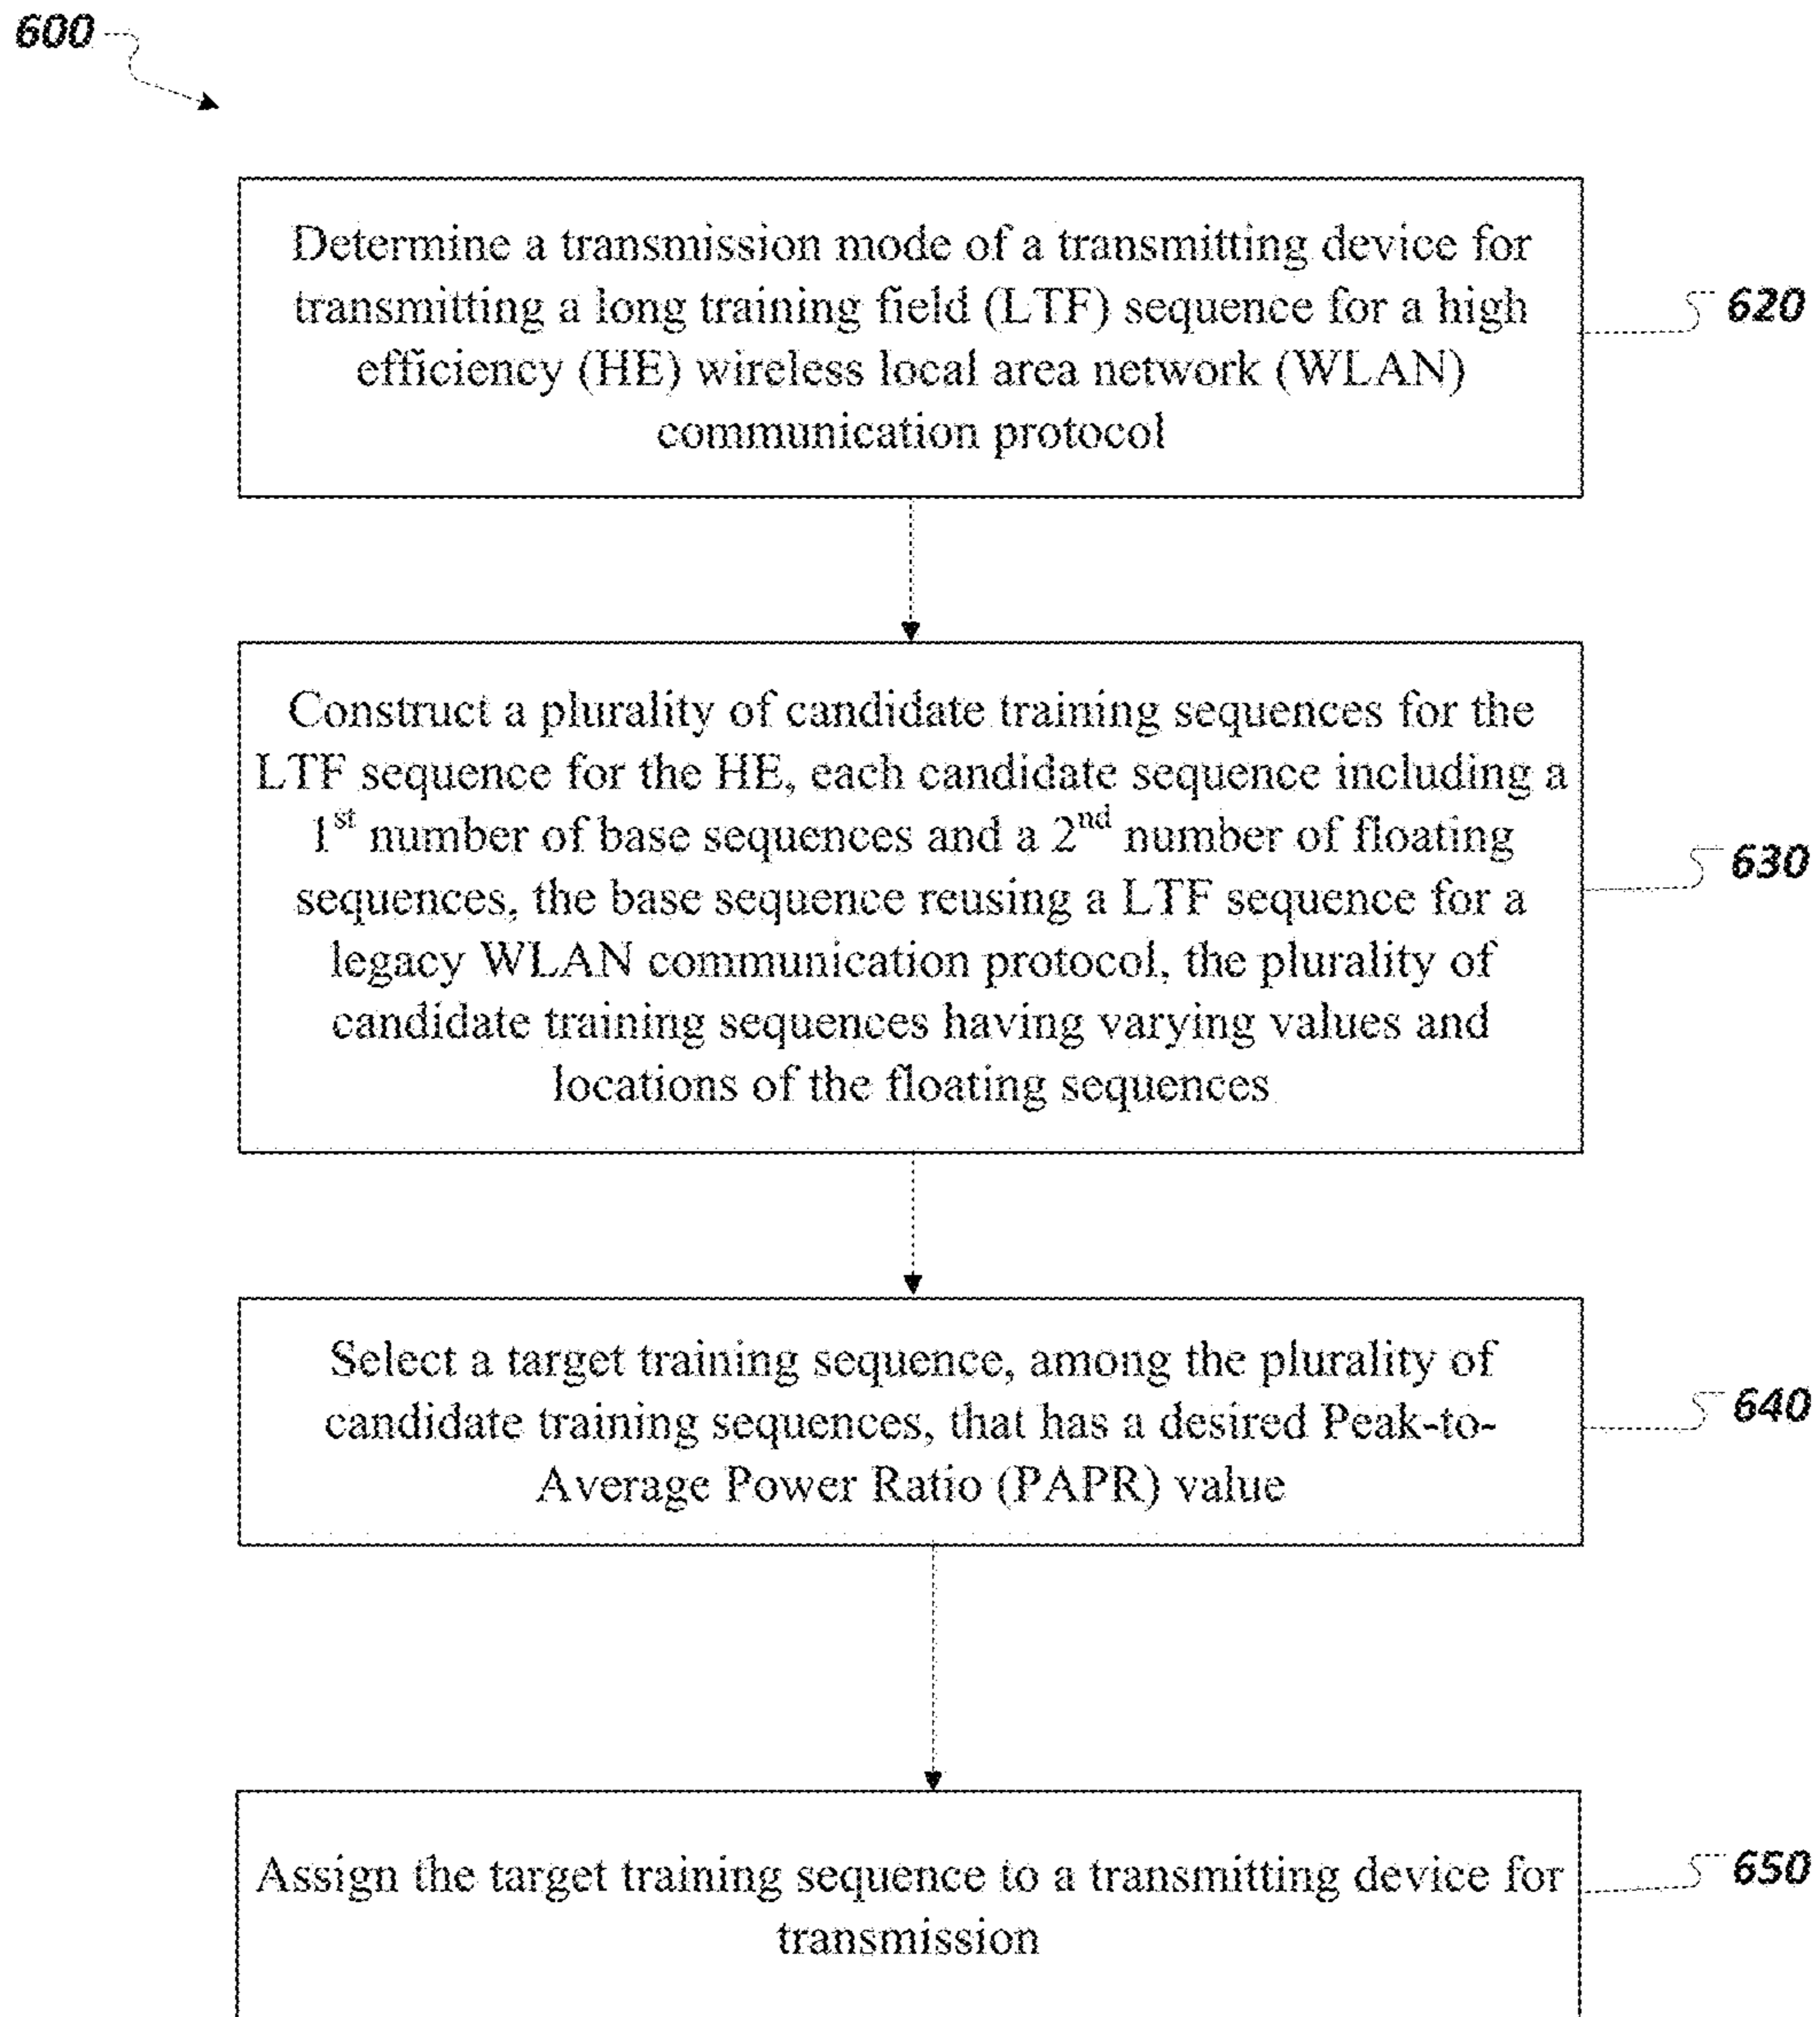 600
Determine a transmission mode of a transmitting device for
transmitting a long training field (LTF) sequence for a high
efficiency (HE) wireless local area network (WLAN)
communication protocol
620
Construct a plurality of candidate training sequences for the
LTF sequence for the HE, each candidate sequence including a
1st number of base sequences and a 2nd number of floating
sequences, the base sequence reusing a LTF sequence for a
legacy WLAN communication protocol, the plurality of
candidate training sequences having varying values and
locations of the floating sequences
630
Select a target training sequence, among the plurality of
candidate training sequences, that has a desired Peak-to-
Average Power Ratio (PAPR) value
640
Assign the target training sequence to a transmitting device for
transmission
650